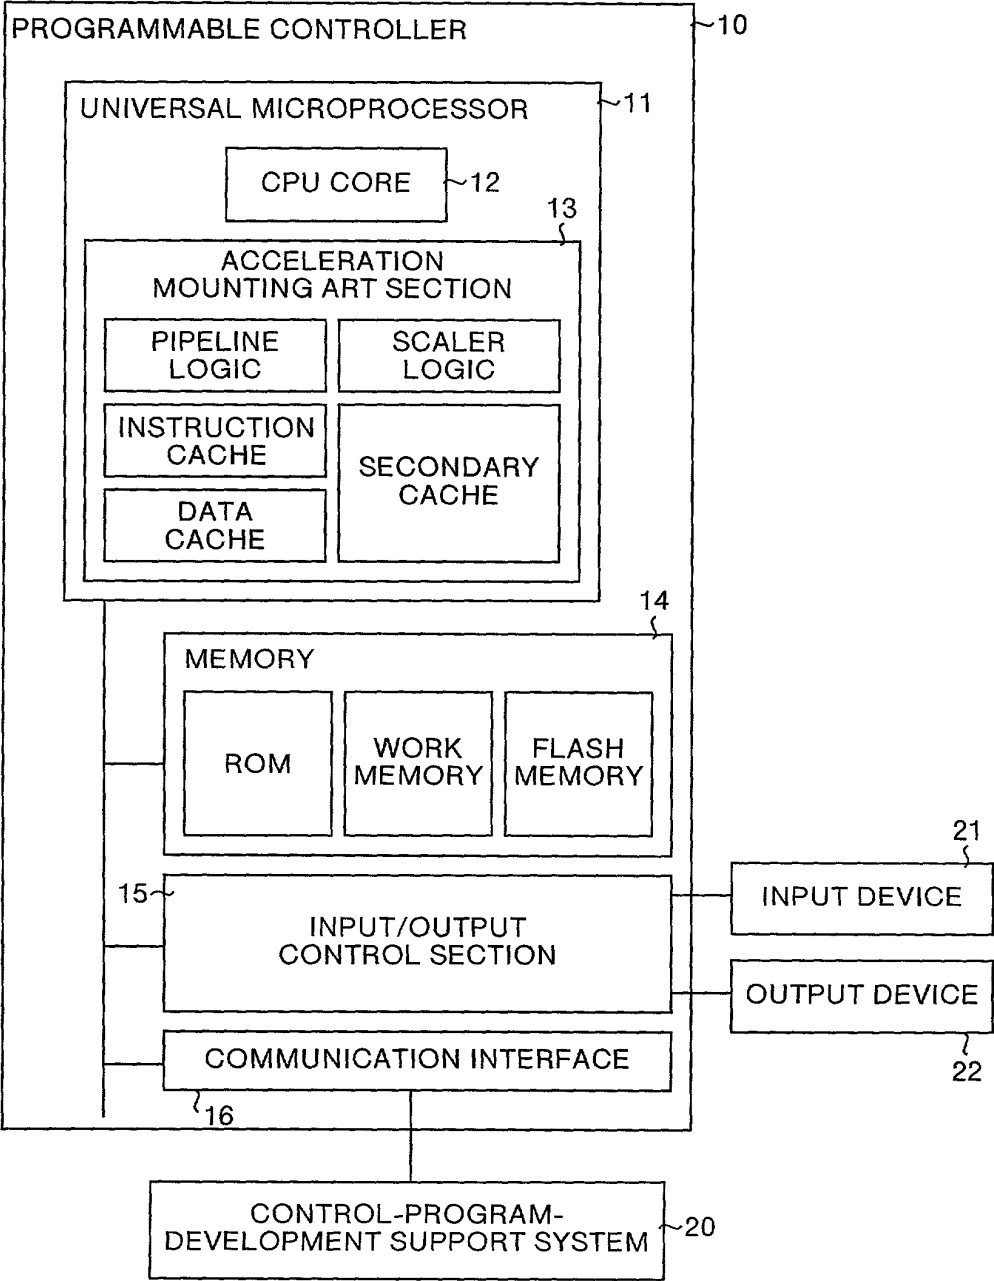 PROGRAMMABLE CONTROLLER
10
UNIVERSAL MICROPROCESSOR
11
CPU CORE
12
13
ACCELERATION
MOUNTING ART SECTION
PIPELINE
LOGIC
SCALER
LOGIC
INSTRUCTION
CACHE
SECONDARY
CACHE
DATA
CACHE
14
MEMORY
ROM
WORK
MEMORY
FLASH
MEMORY
15
INPUT/OUTPUT
CONTROL SECTION
21
INPUT DEVICE
OUTPUT DEVICE
22
COMMUNICATION INTERFACE
16
CONTROL-PROGRAM-
DEVELOPMENT SUPPORT SYSTEM
20